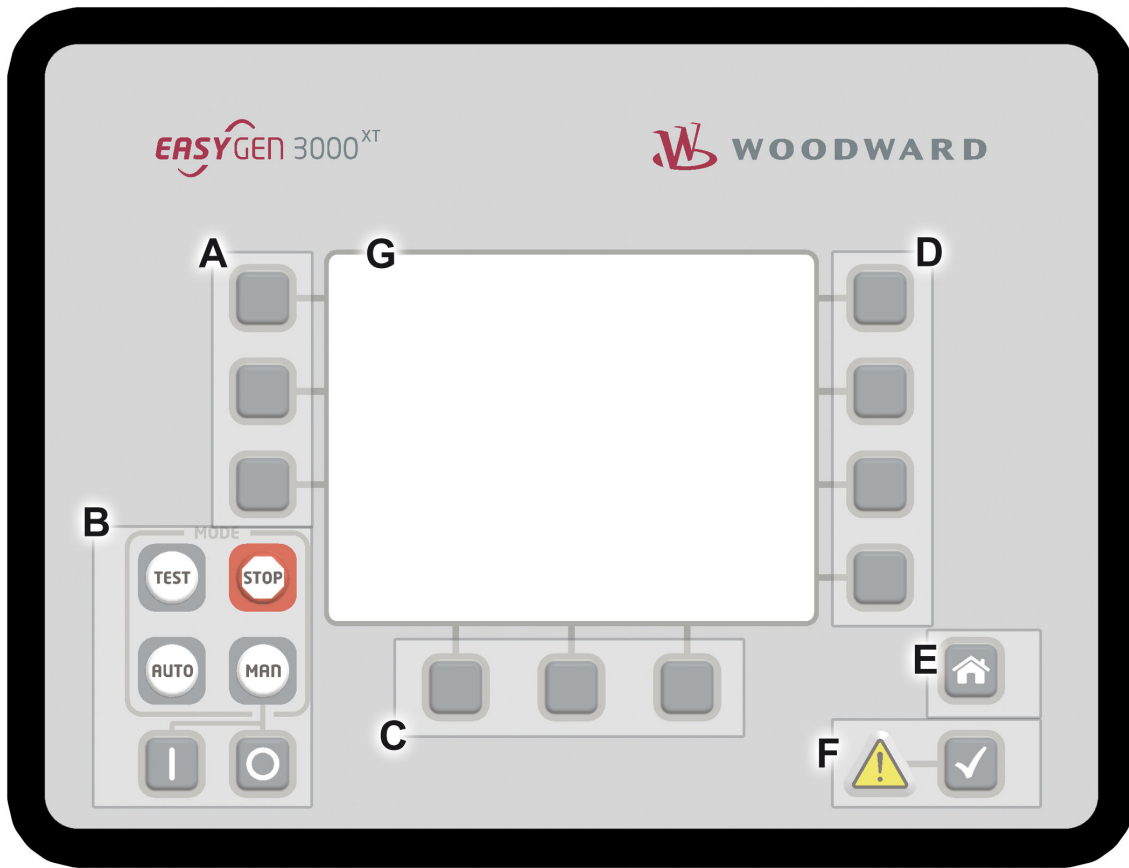 EASYGEN 3000XT
WOODWARD
A
G
D
B
MODE
TEST
STOP
AUTO
MAN
E
C
F